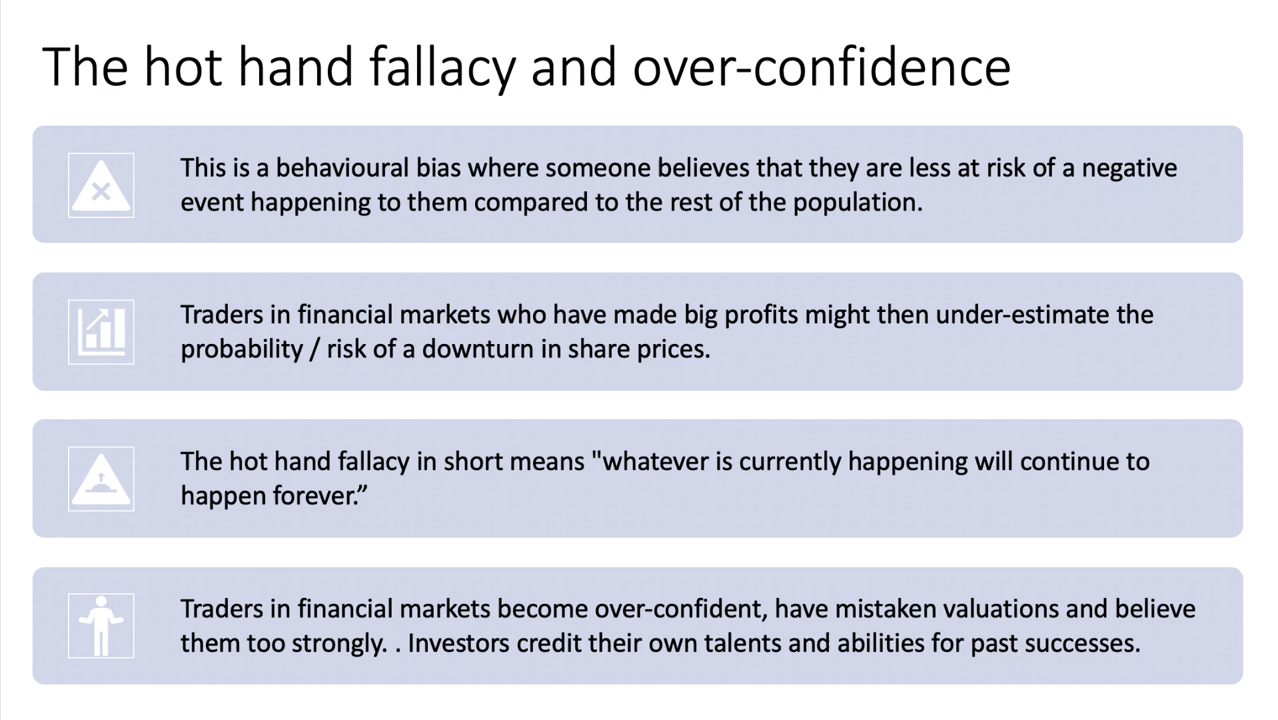 The hot hand fallacy and over-confidence
This is a behavioural bias where someone believes that they are less at risk of a negative
event happening to them compared to the rest of the population.
Traders in financial markets who have made big profits might then under-estimate the
probability / risk of a downturn in share prices.
The hot hand fallacy in short means "whatever is currently happening will continue to
happen forever.”
Traders in financial markets become over-confident, have mistaken valuations and believe
them too strongly. . Investors credit their own talents and abilities for past successes.